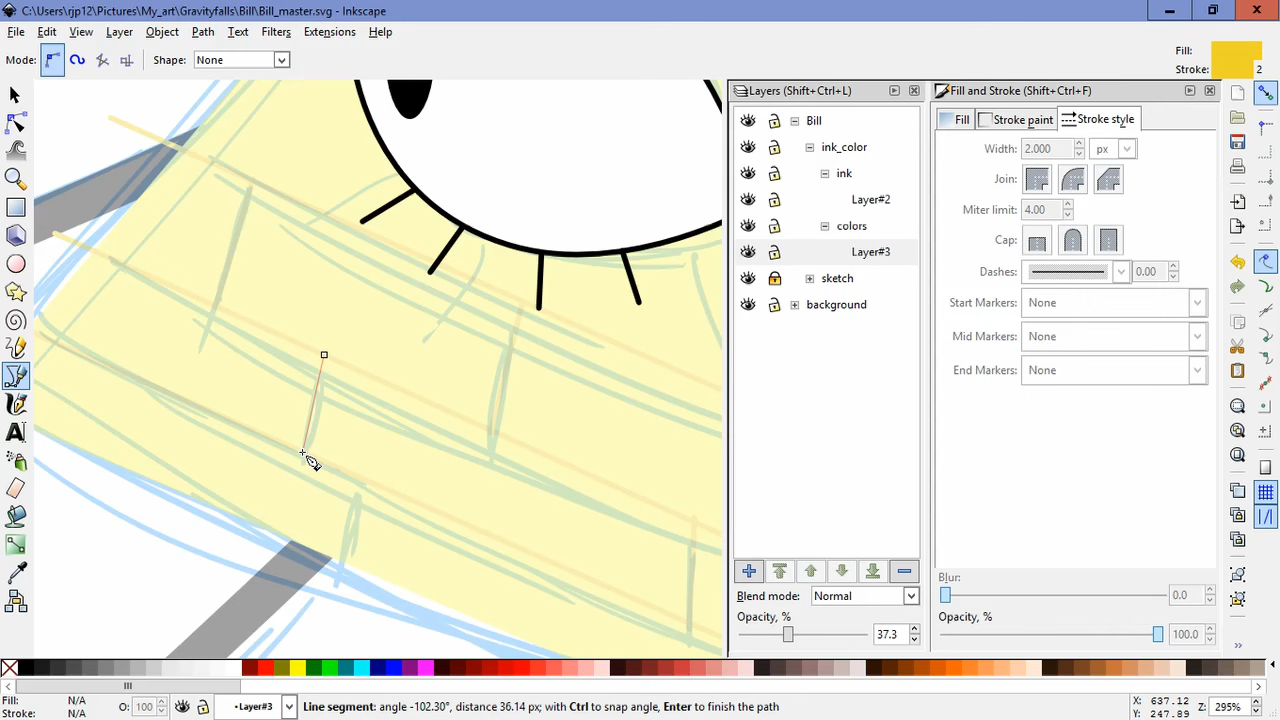 C:\Users\rjp12\Pictures\My_art\Gravityfalls\Bill\Bill_master.svg - Inkscape
File Edit View Layer Object Path Text Filters Extensions Help
Mode: Shape: None Fill: Stroke: 2
Layers (Shift+Ctrl+L) Fill and Stroke (Shift+Ctrl+F)
Fill Stroke paint Stroke style
Bill
ink_color
ink
Layer#2
colors
Layer#3
sketch
background
Width: 2.000 px
Join:
Miter limit: 4.00
Cap:
Dashes: 0.00
Start Markers: None
Mid Markers: None
End Markers: None
Blend mode: Normal
Opacity, % 37.3
Blur: 0.0
Opacity, % 100.0
Fill: N/A
Stroke: N/A
O: 100
Layer#3
Line segment: angle -102.30°, distance 36.14 px; with Ctrl to snap angle, Enter to finish the path
X: 637.12
Y: 247.89
Z: 295%